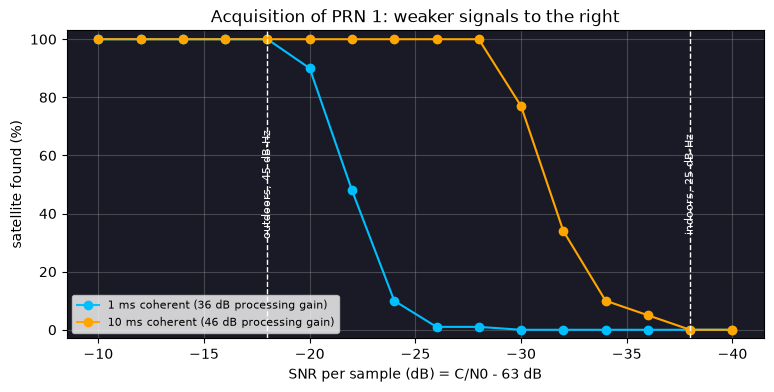 Acquisition of PRN 1: weaker signals to the right
satellite found (%)
100
80
60
40
20
0
outdoors, 45 dB-Hz
indoors, 25 dB-Hz
1 ms coherent (36 dB processing gain)
10 ms coherent (46 dB processing gain)
−10
−15
−20
−25
−30
−35
−40
SNR per sample (dB) = C/N0 - 63 dB